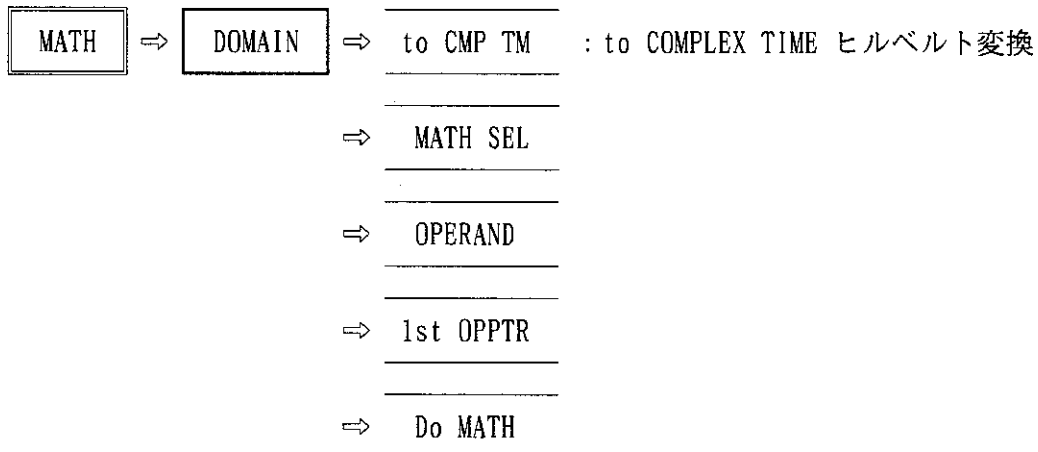 MATH ⇨ DOMAIN ⇨ to CMP TM : to COMPLEX TIME ヒルベルト変換
⇨ MATH SEL
⇨ OPERAND
⇨ 1st OPPTR
⇨ Do MATH